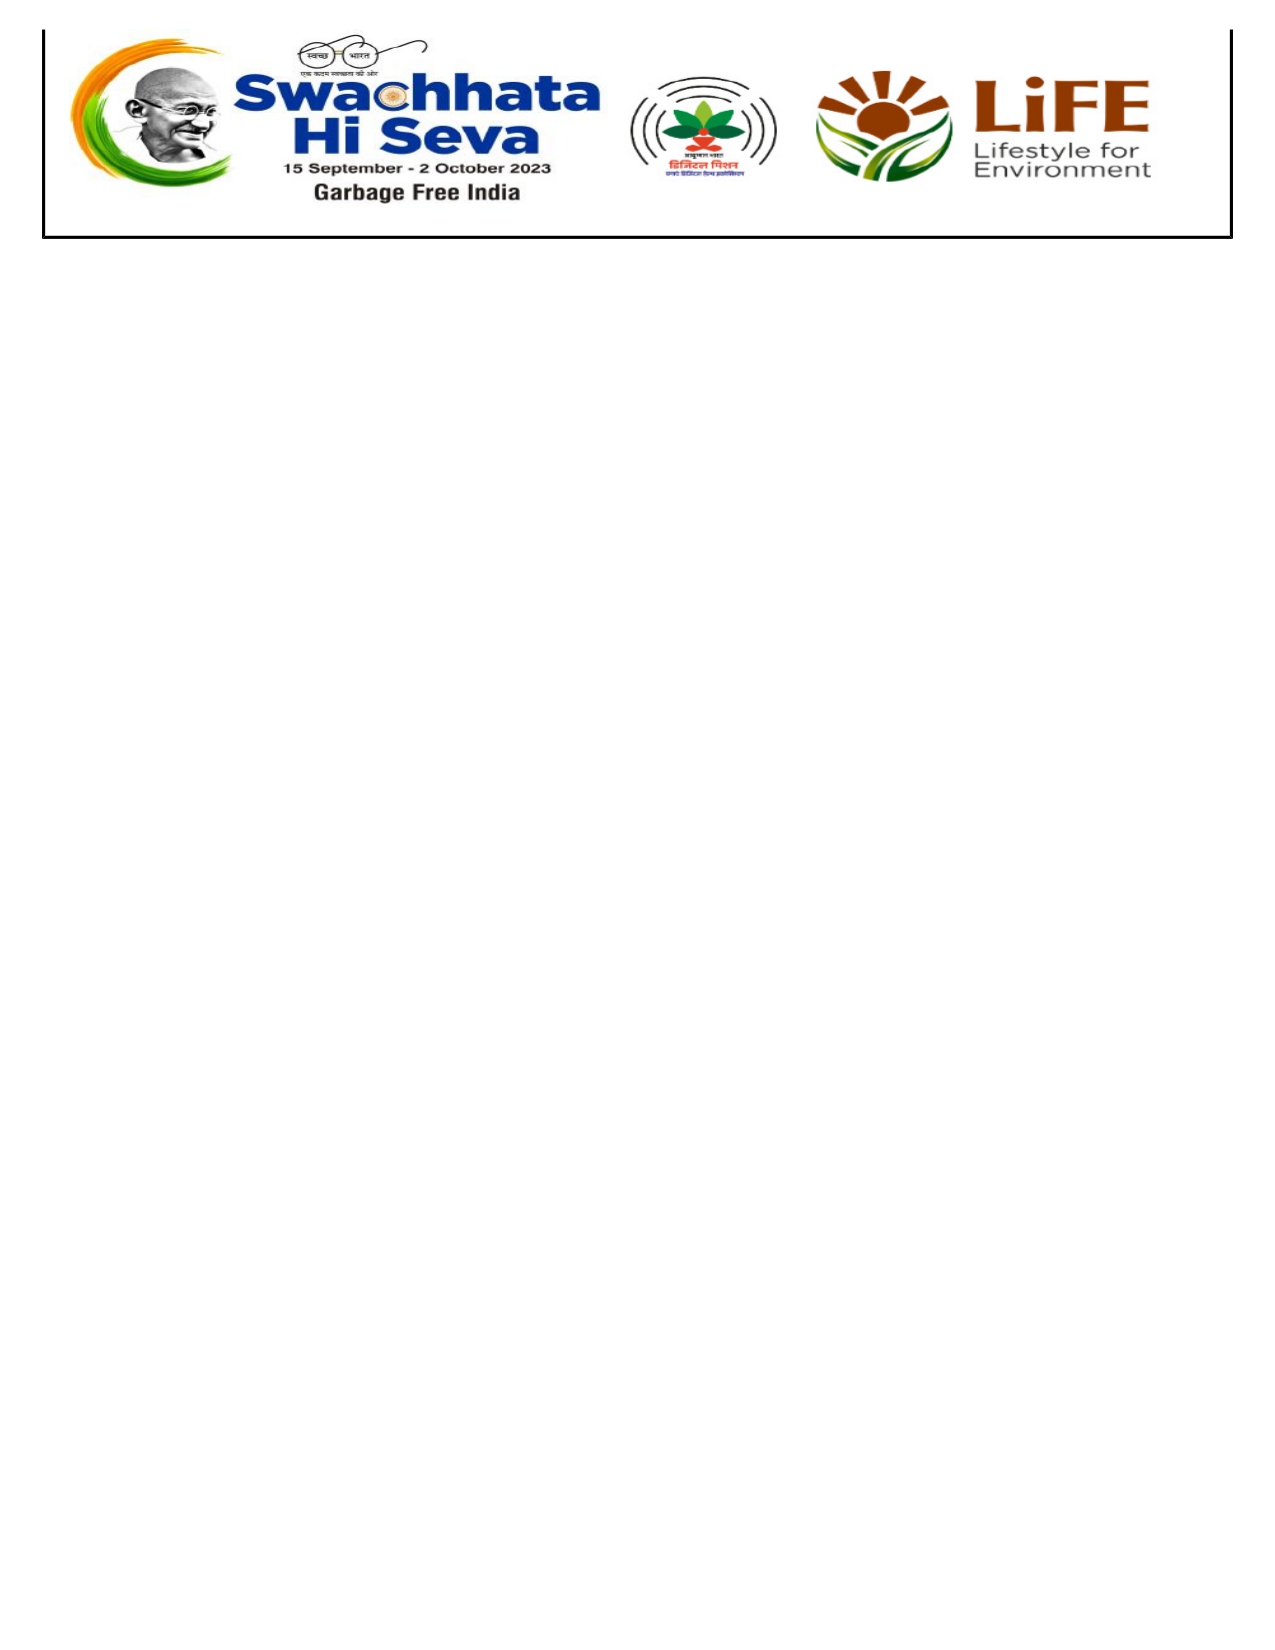 स्वच्छ भारत
एक कदम स्वच्छता की ओर
Swachhata
Hi Seva
15 September - 2 October 2023
Garbage Free India
आयुष्मान भारत
डिजिटल मिशन
LiFE
Lifestyle for
Environment